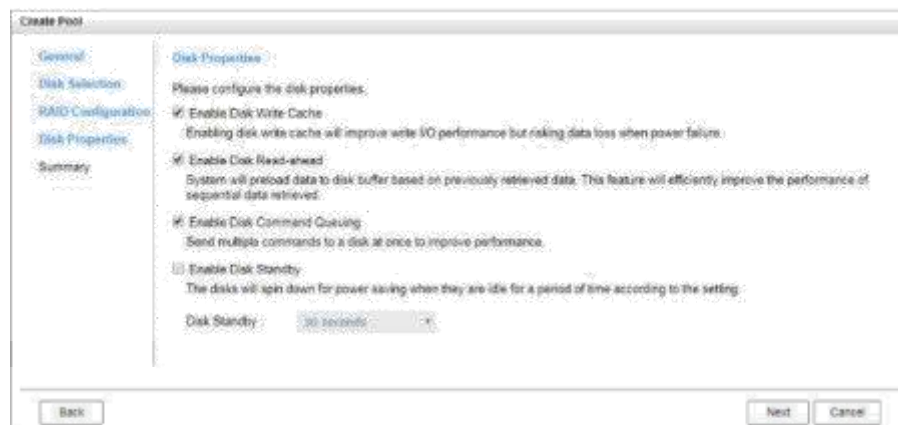 Create Pool
General
Disk Selection
RAID Configuration
Disk Properties
Summary
Disk Properties
Please configure the disk properties.
Enable Disk Write Cache
Enabling disk write cache will improve write I/O performance but risking data loss when power failure.
Enable Disk Read-ahead
System will preload data to disk buffer based on previously retrieved data. This feature will efficiently improve the performance of
sequential data retrieved.
Enable Disk Command Queuing
Send multiple commands to a disk at once to improve performance.
Enable Disk Standby
The disks will spin down for power saving when they are idle for a period of time according to the setting.
Disk Standby 30 seconds
Back Next Cancel